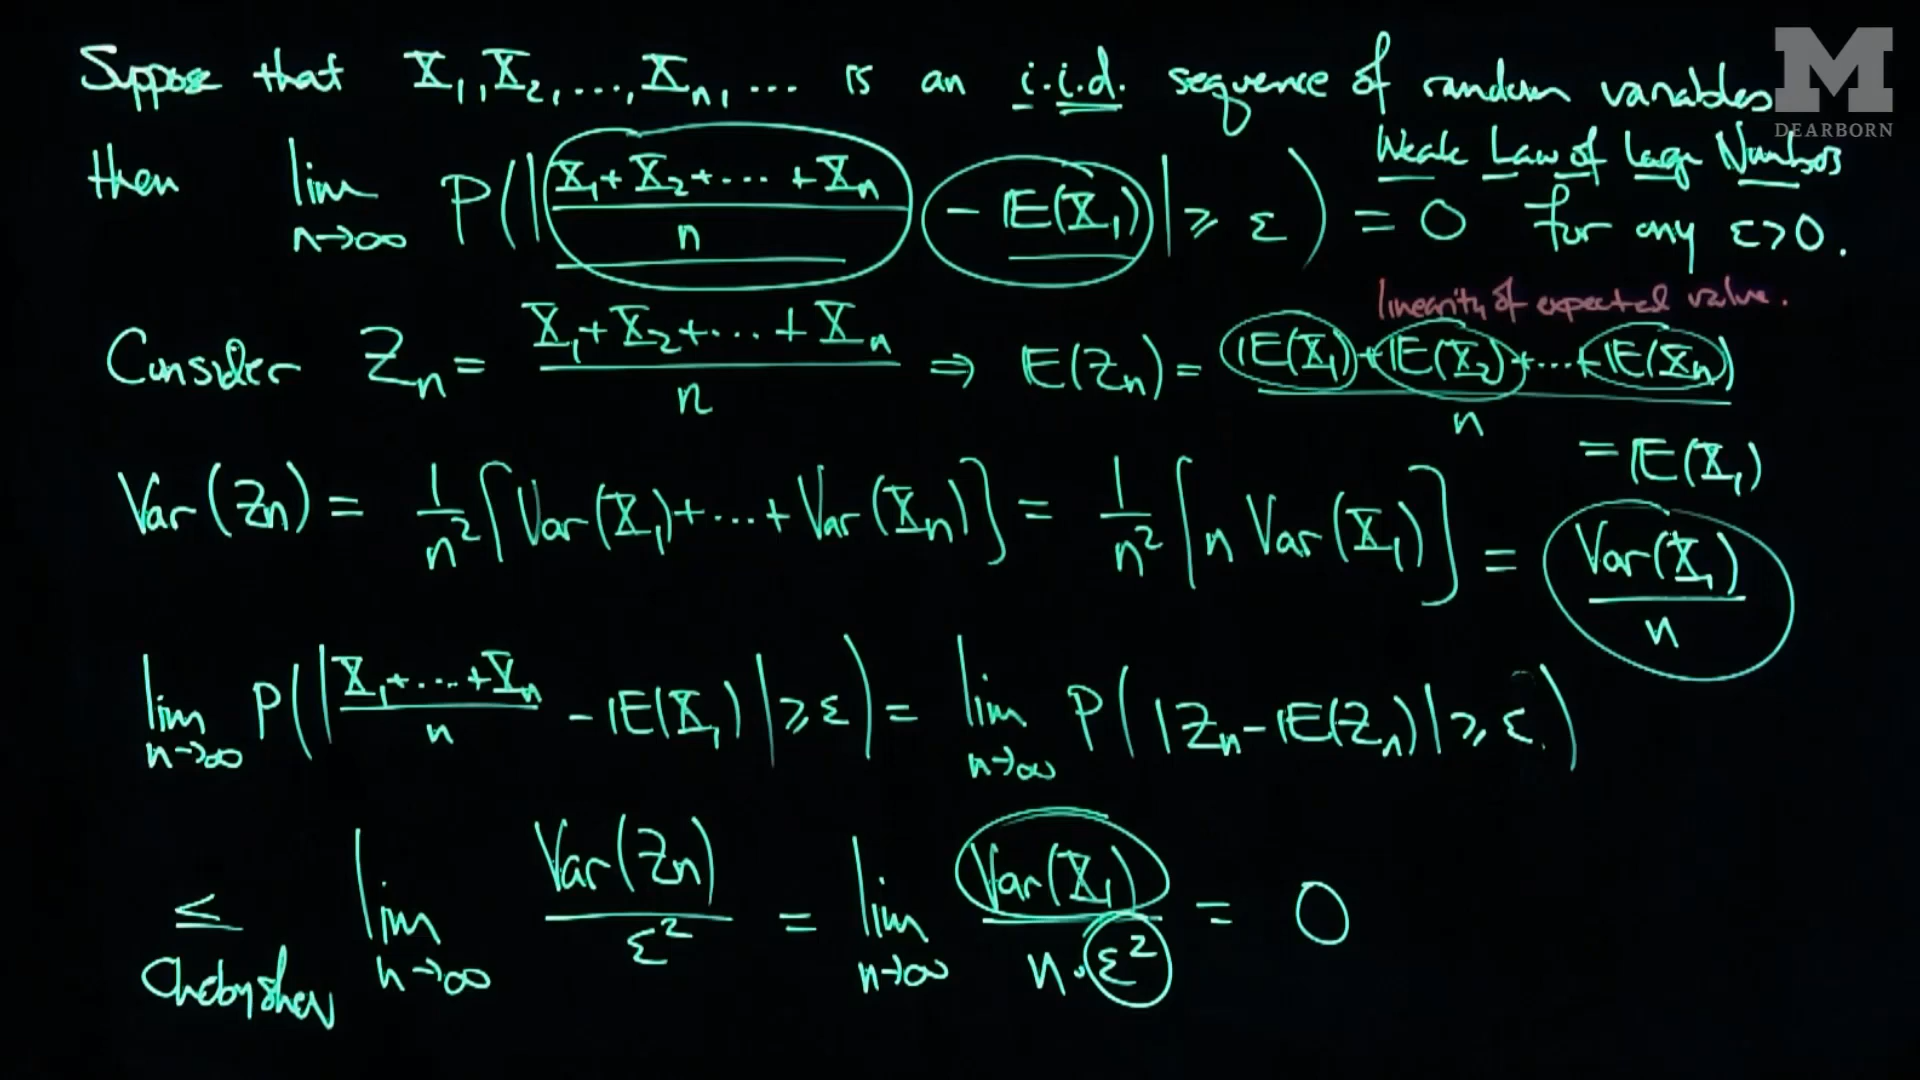 Suppose that X₁, X₂, ..., Xₙ, ... is an i.i.d. sequence of random variables
M
DEARBORN
Weak Law of Large Numbers
then lim n→∞ P(|(X₁+X₂+...+Xₙ)/n - E(X₁)| ≥ ε) = 0 for any ε>0.
linearity of expected value.
Consider Zₙ = (X₁+X₂+...+Xₙ)/n ⇒ E(Zₙ) = (E(X₁)+E(X₂)+...+E(Xₙ))/n
= E(X₁)
Var(Zₙ) = 1/n² [Var(X₁)+...+Var(Xₙ)] = 1/n² [n Var(X₁)] = Var(X₁)/n
lim n→∞ P(|(X₁+...+Xₙ)/n - E(X₁)| ≥ ε) = lim n→∞ P(|Zₙ-E(Zₙ)| ≥ ε)
≤ lim n→∞ Var(Zₙ)/ε² = lim n→∞ Var(X₁)/(n·ε²) = 0
Chebyshev